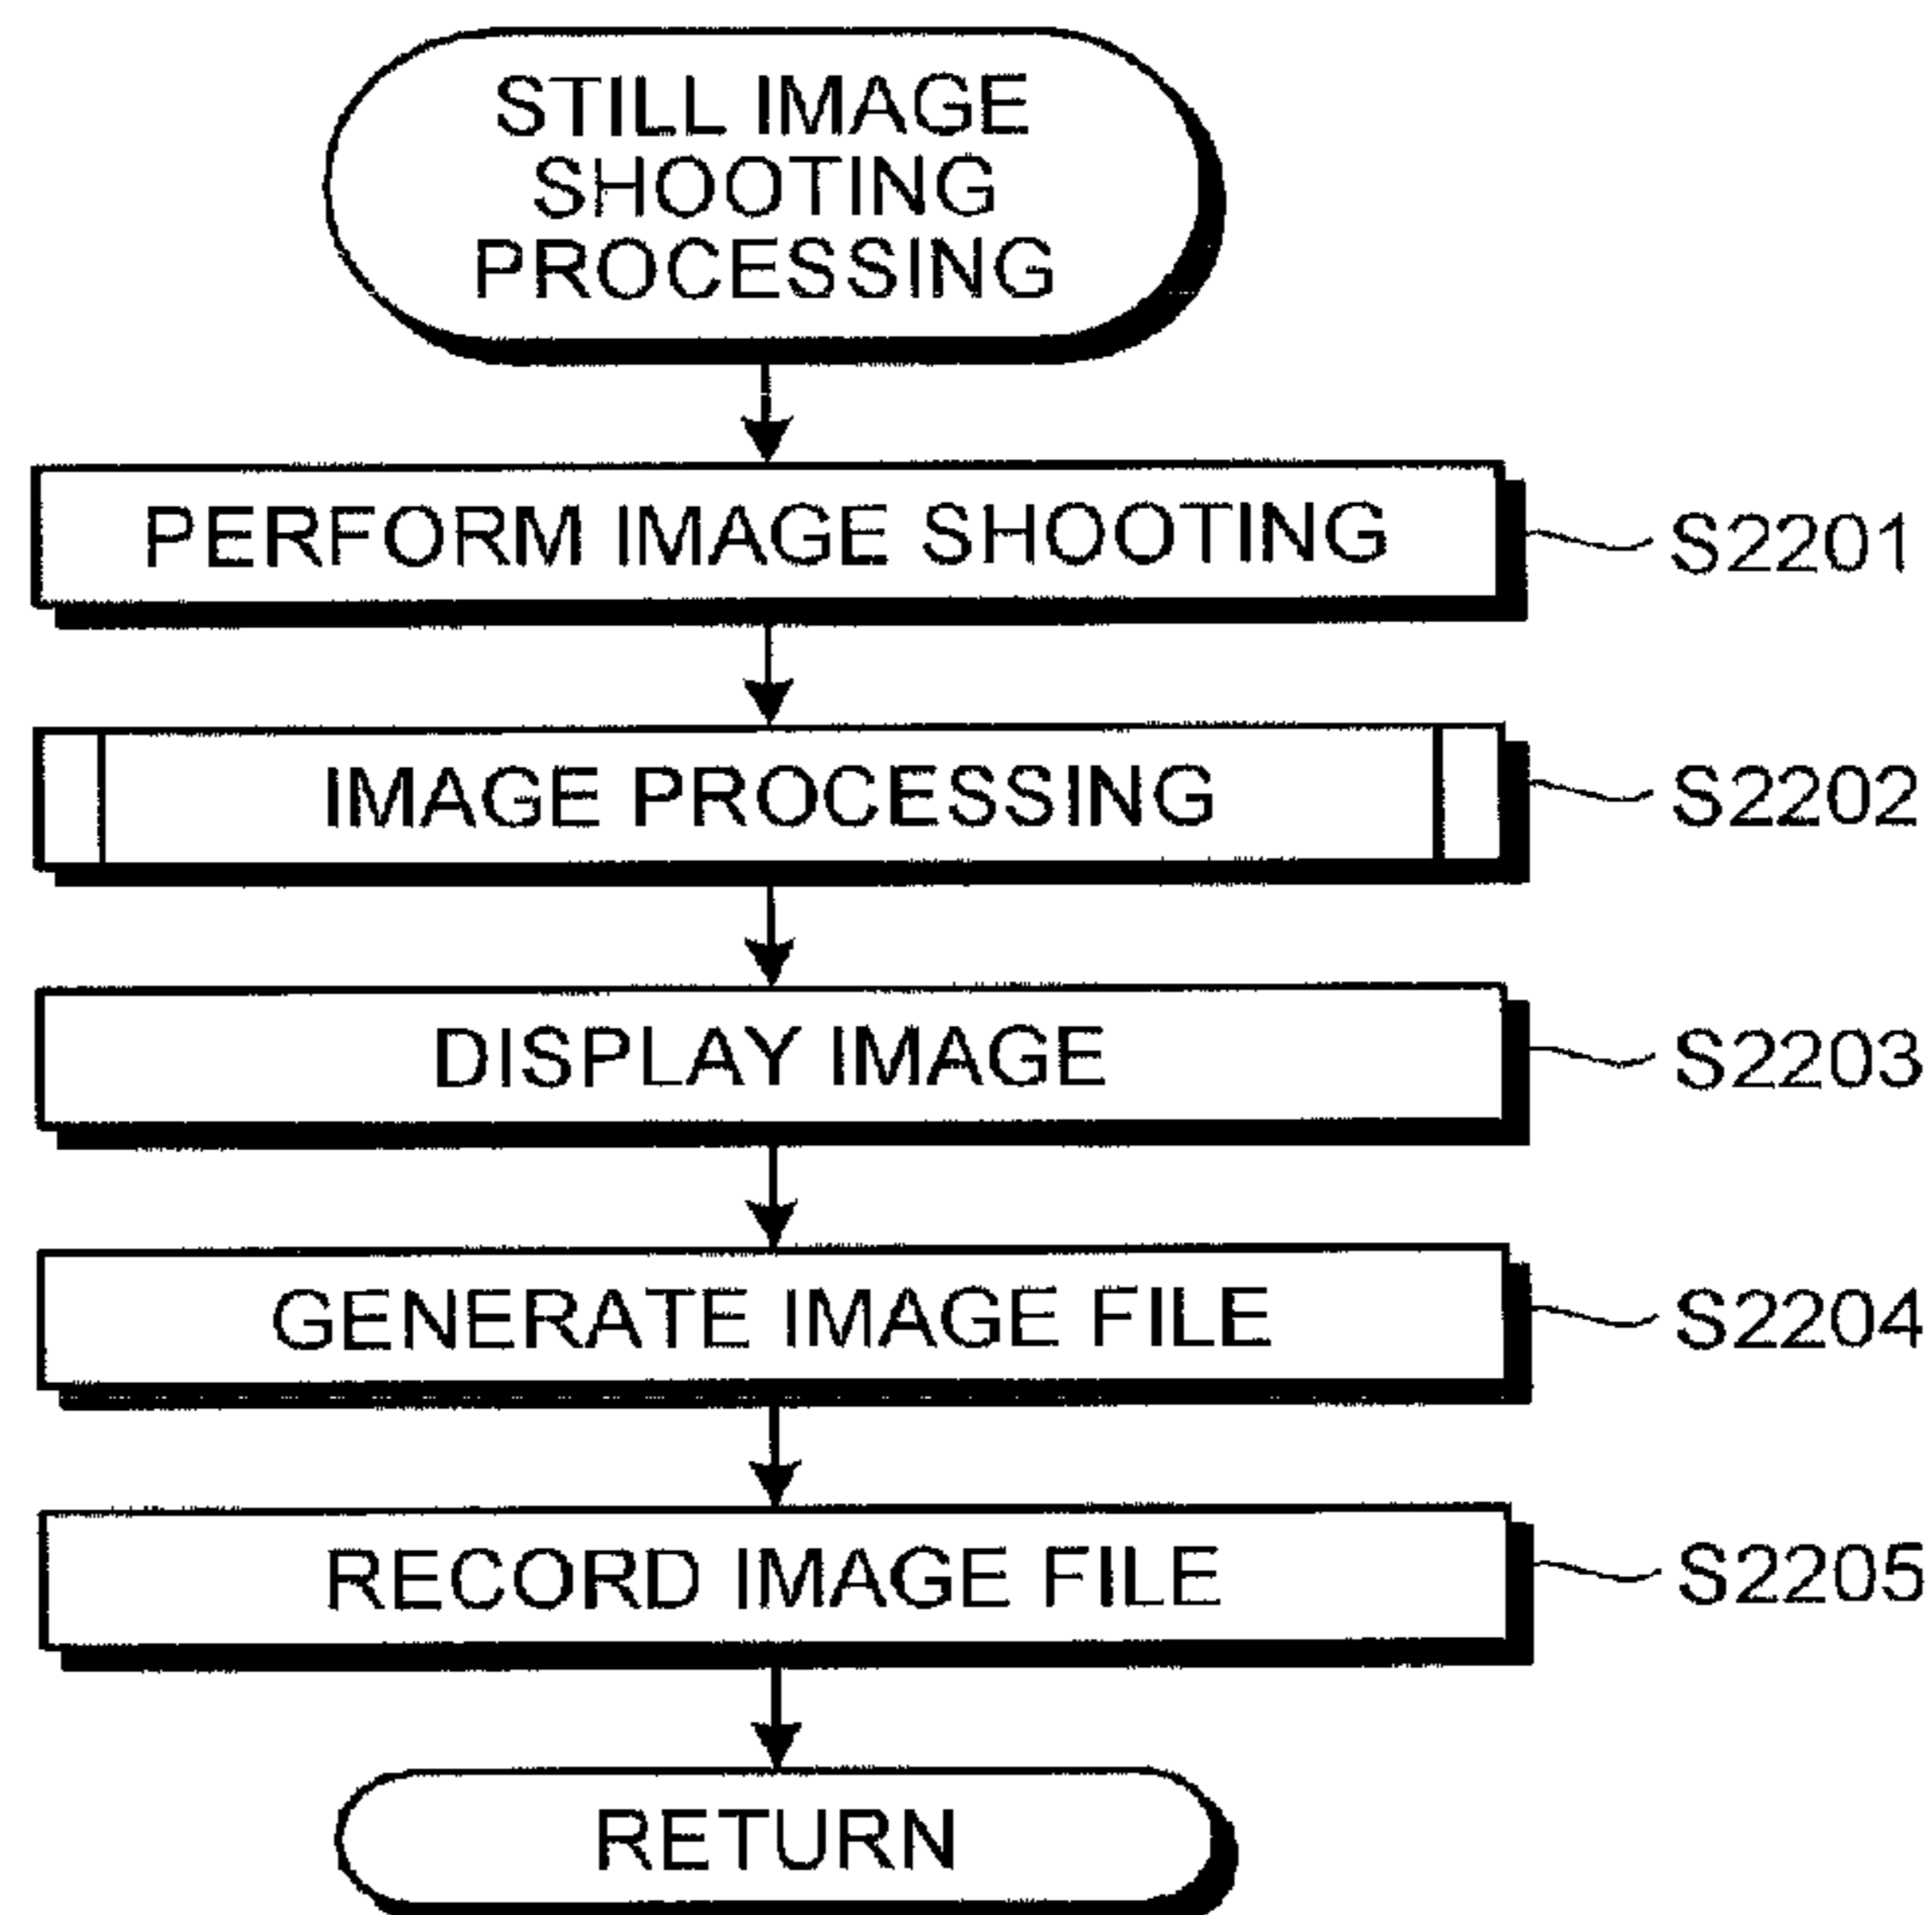 STILL IMAGE
SHOOTING
PROCESSING
PERFORM IMAGE SHOOTING
S2201
IMAGE PROCESSING
S2202
DISPLAY IMAGE
S2203
GENERATE IMAGE FILE
S2204
RECORD IMAGE FILE
S2205
RETURN